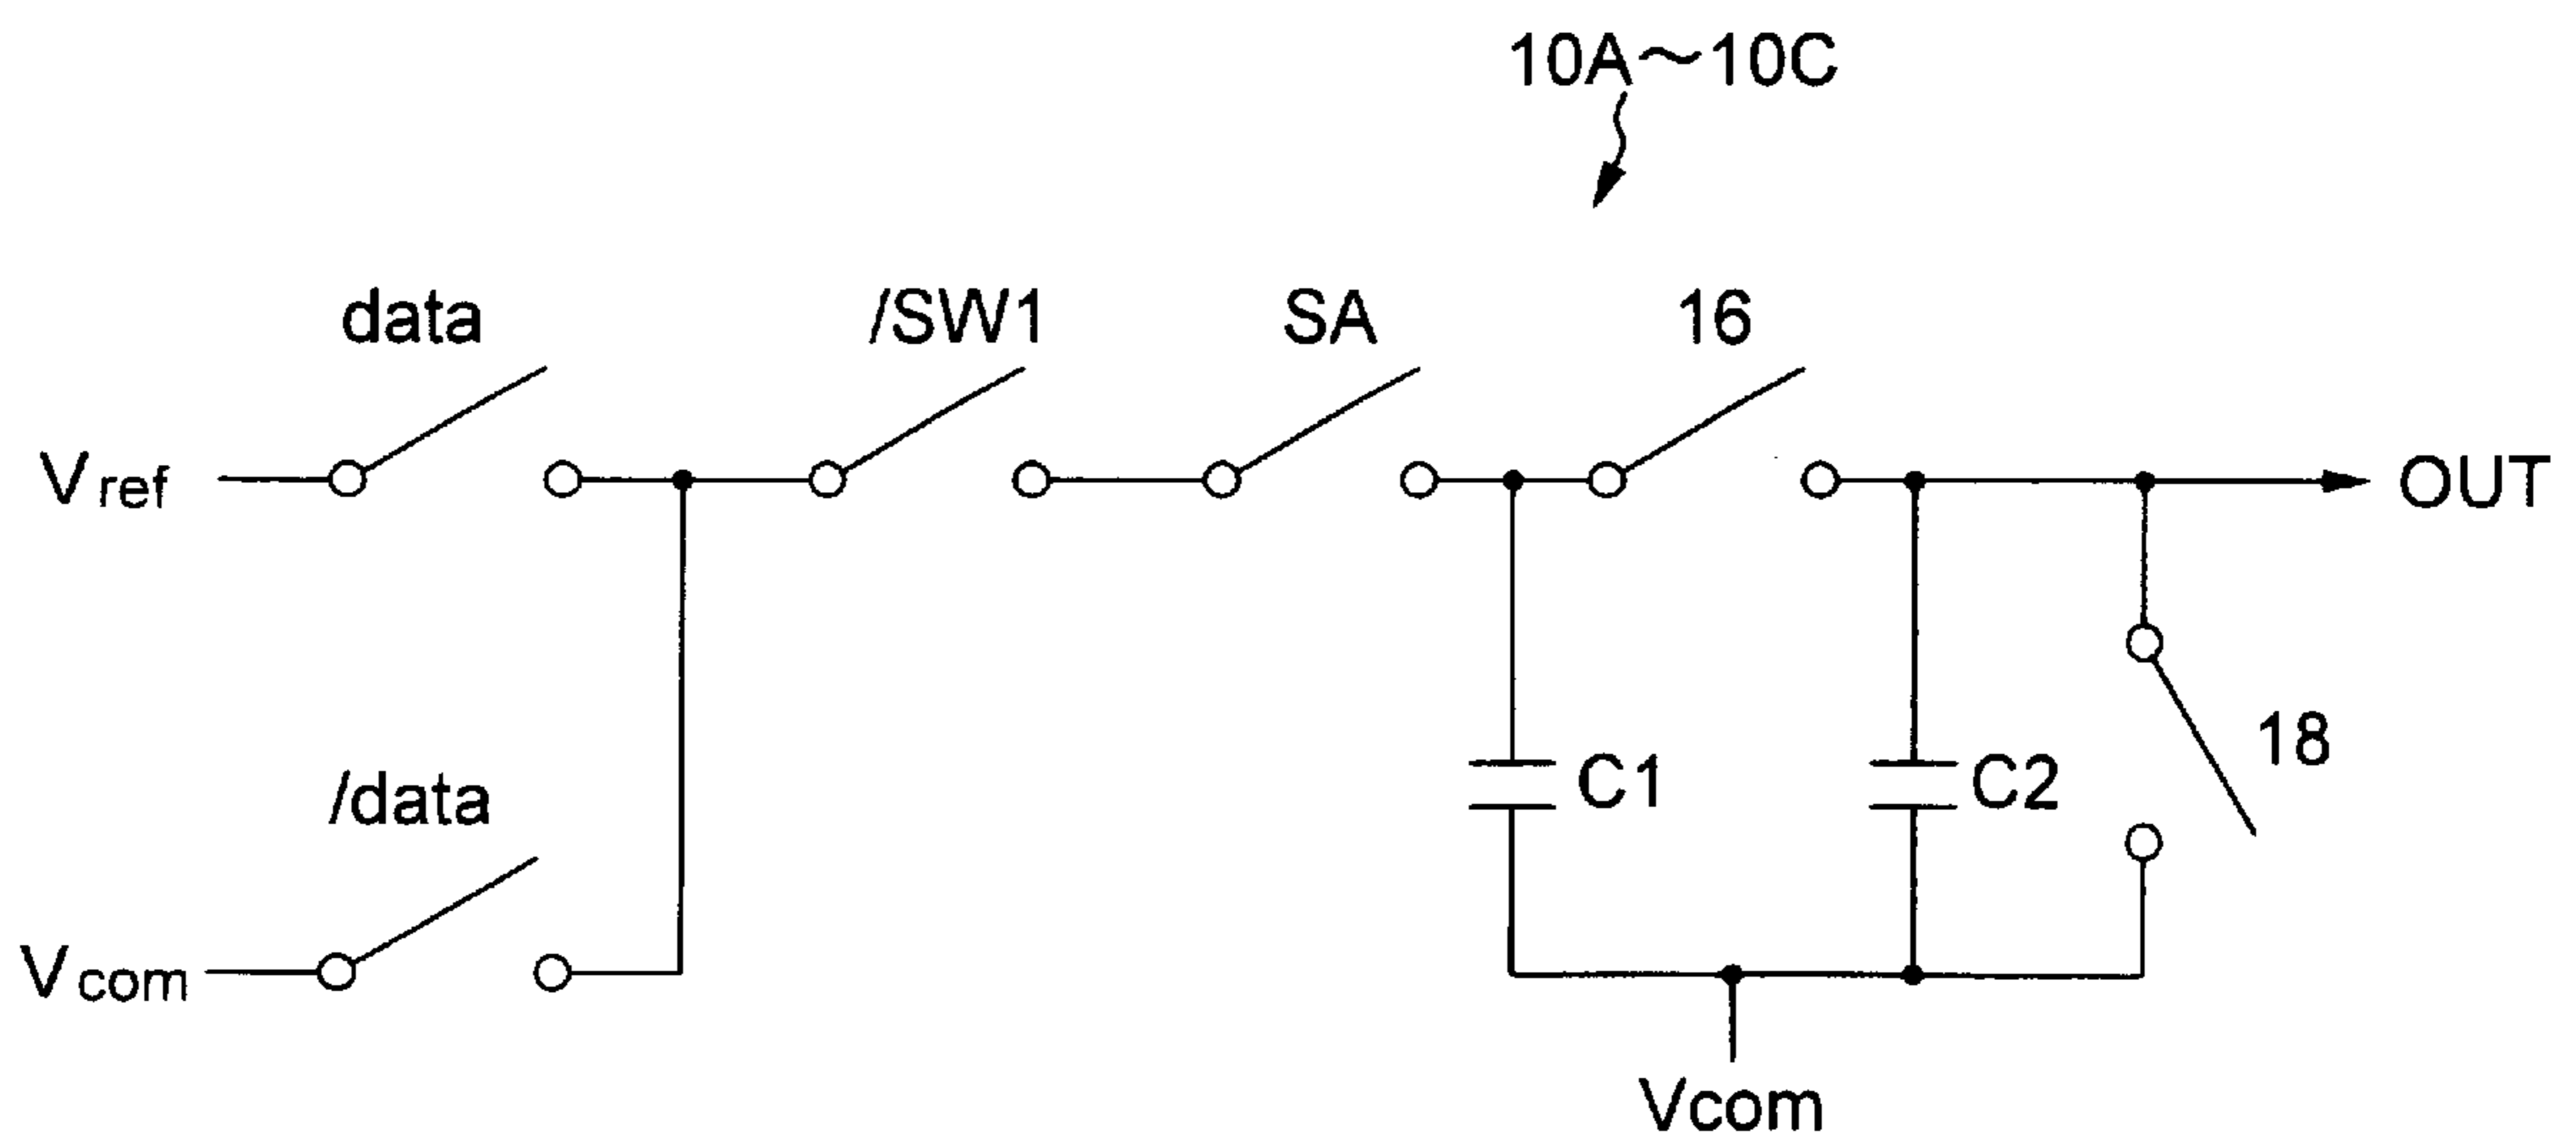 10A～10C
data
/SW1
SA
16
Vref
OUT
/data
C1
C2
18
Vcom
Vcom